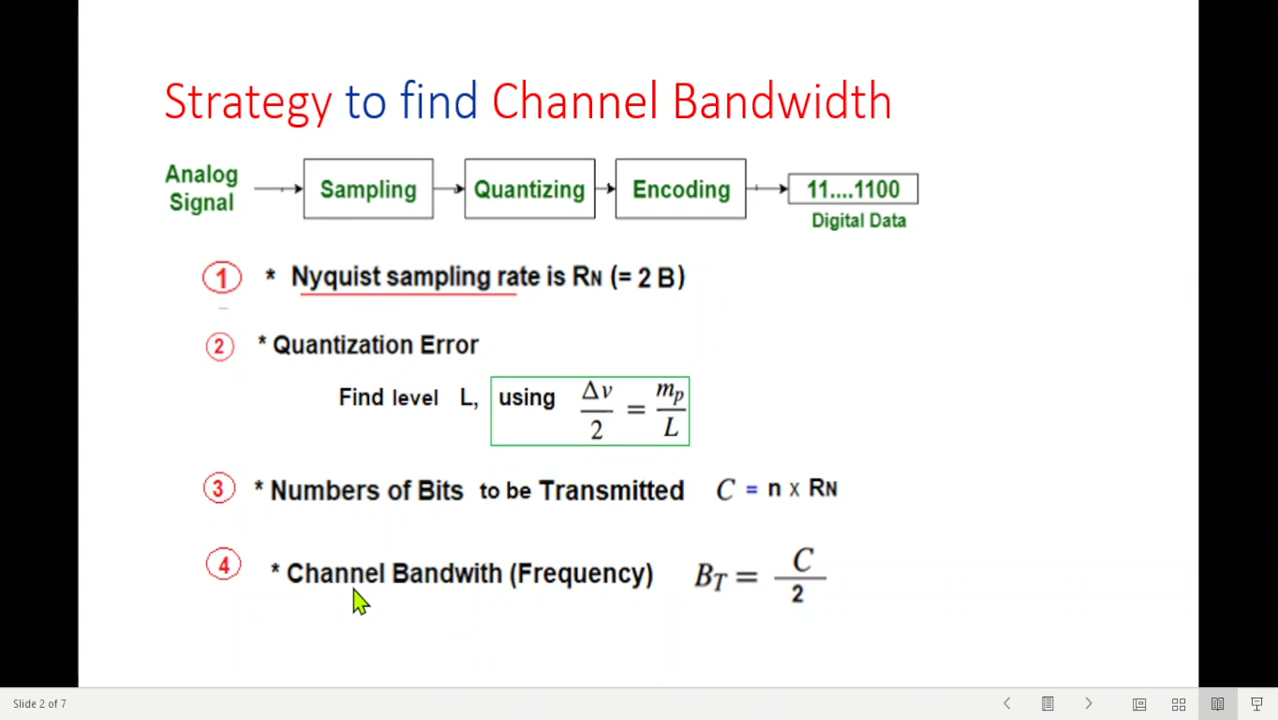 Strategy to find Channel Bandwidth
Analog
Signal
Sampling
Quantizing
Encoding
11....1100
Digital Data
1 * Nyquist sampling rate is RN (= 2 B)
2 * Quantization Error
Find level L, using Δv/2 = mp/L
3 * Numbers of Bits to be Transmitted C = n x RN
4 * Channel Bandwith (Frequency) BT = C/2
Slide 2 of 7